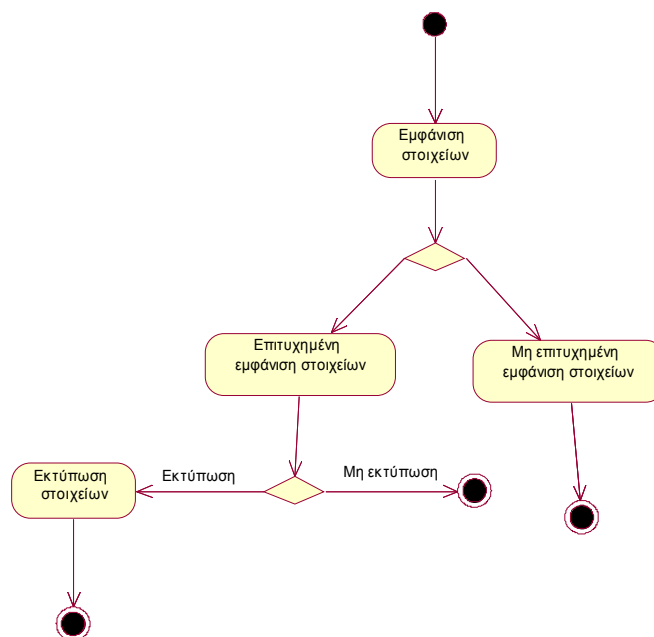 Εμφάνιση
στοιχείων
Επιτυχημένη
εμφάνιση στοιχείων
Μη επιτυχημένη
εμφάνιση στοιχείων
Εκτύπωση
στοιχείων
Εκτύπωση
Μη εκτύπωση